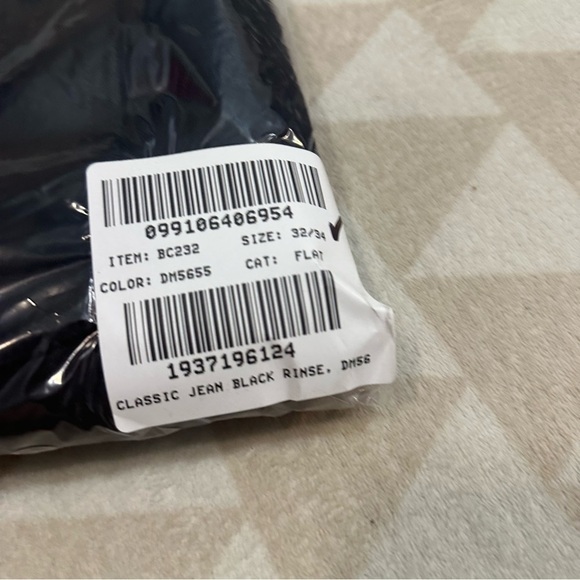 099106406954
ITEM: BC232 SIZE: 32/34
COLOR: DM5655 CAT: FLAT
1937196124
CLASSIC JEAN BLACK RINSE. DM56